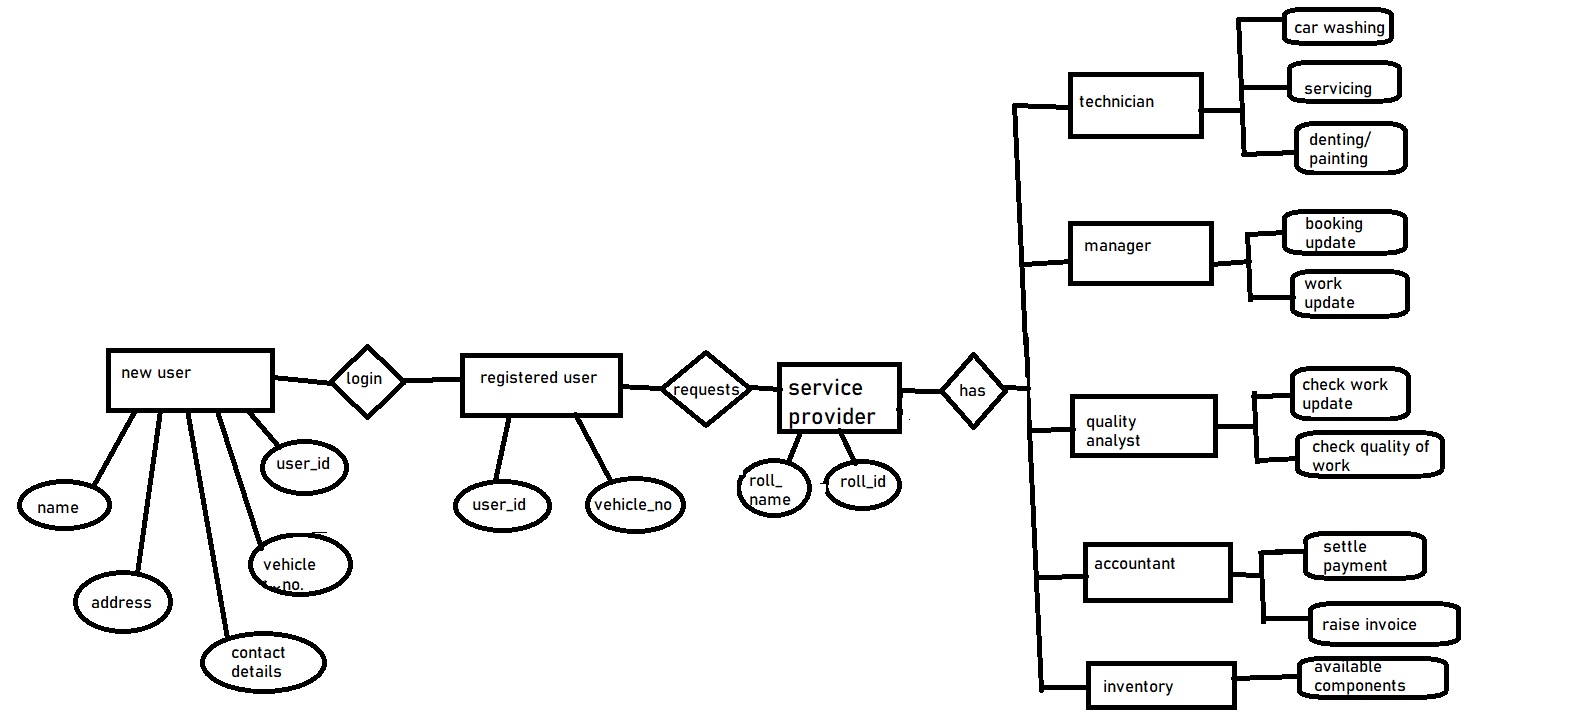 new user
login
registered user
requests
service
provider
has
name
address
contact
details
vehicle
no.
user_id
user_id
vehicle_no
roll_
name
roll_id
technician
car washing
servicing
denting/
painting
manager
booking
update
work
update
quality
analyst
check work
update
check quality of
work
accountant
settle
payment
raise invoice
inventory
available
components